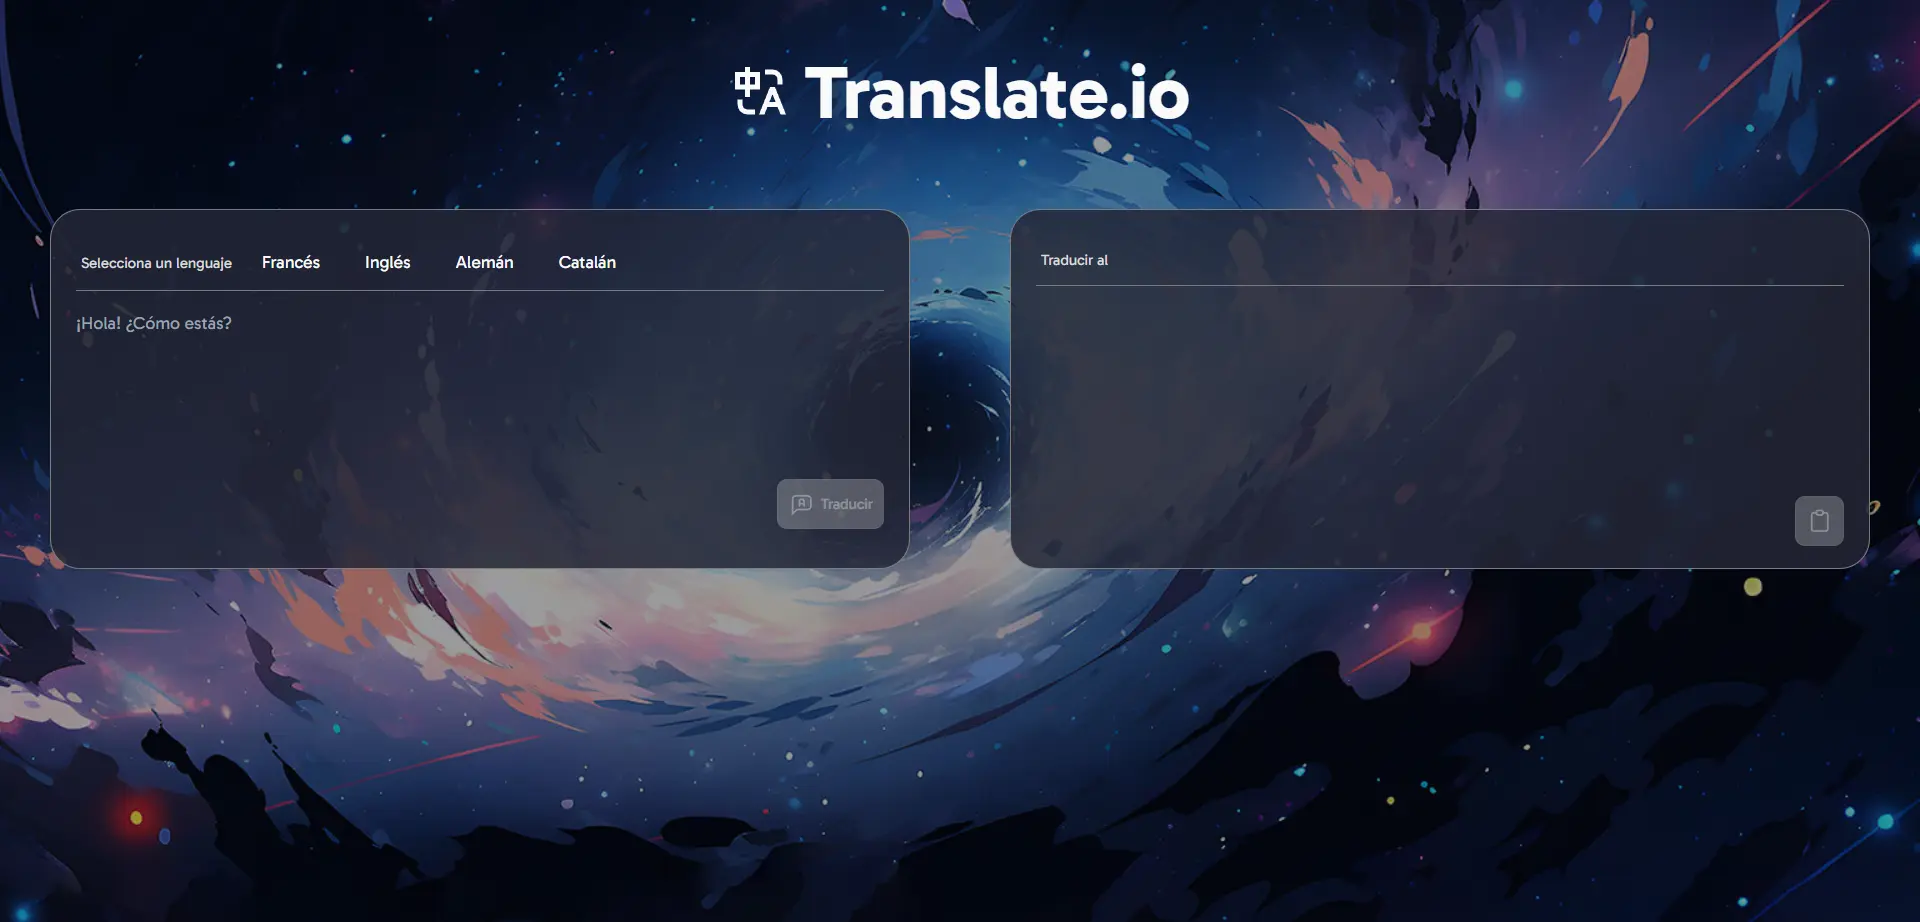 Translate.io
Selecciona un lenguaje Francés Inglés Alemán Catalán
¡Hola! ¿Cómo estás?
Traducir
Traducir al